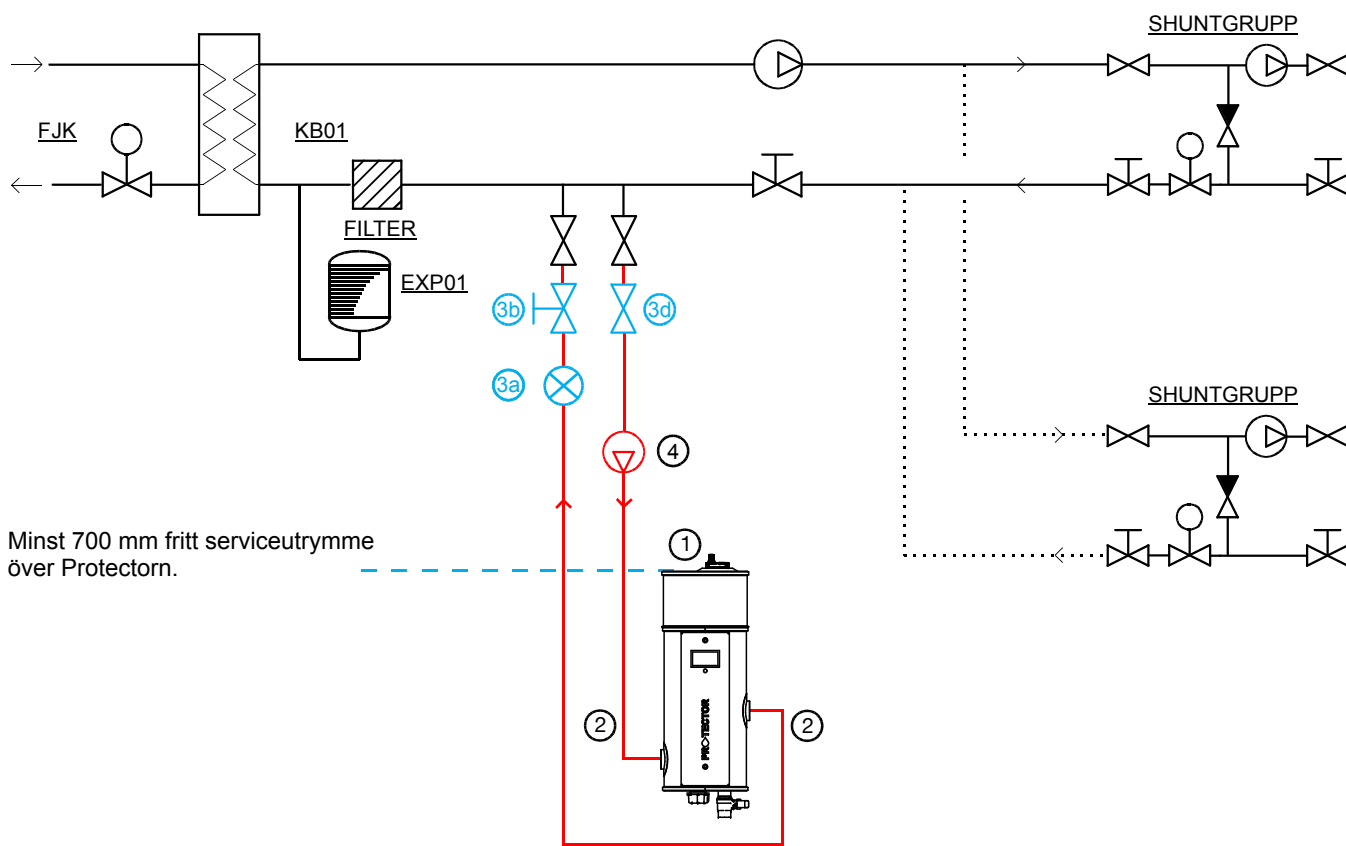 SHUNTGRUPP
FJK
KB01
FILTER
EXP01
3b
3d
3a
SHUNTGRUPP
4
Minst 700 mm fritt serviceutrymme
över Protectorn.
1
2
2
PROTECTOR